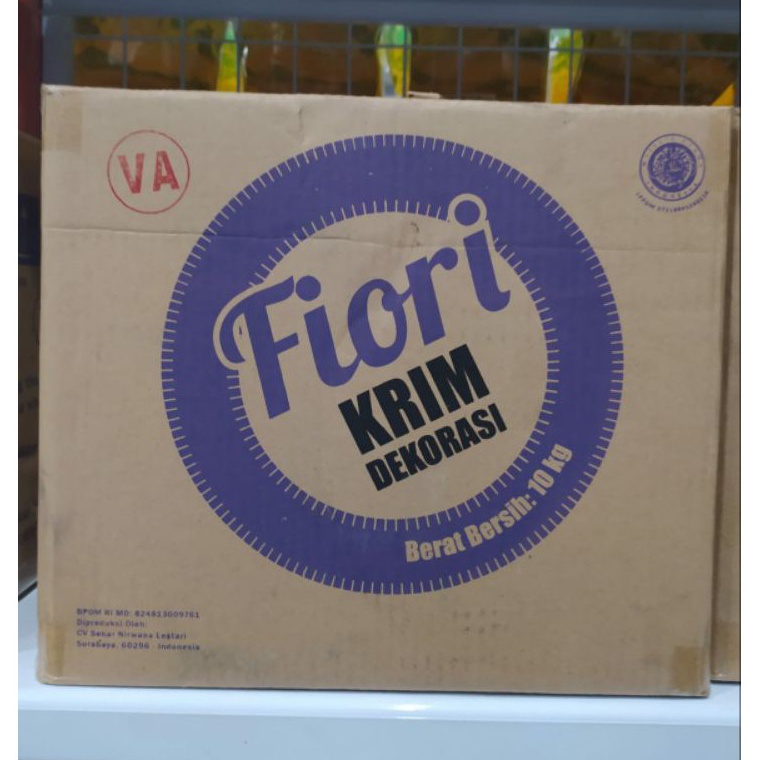 VA
Fiori
KRIM
DEKORASI
Berat Bersih: 10 kg
BPOM RI MD: 824813009761
Diproduksi Oleh:
CV Sekar Nirwana Lestari
Surabaya, 60296 - Indonesia